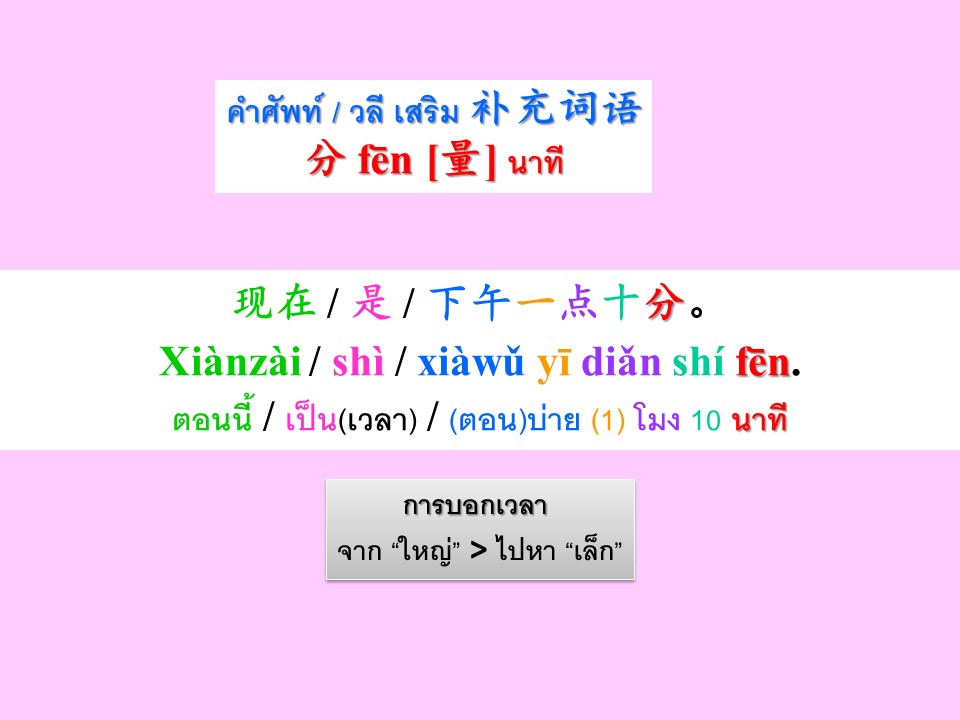 คำศัพท์ / วลี เสริม 补充词语
分 fēn [量] นาที
现在 / 是 / 下午一点十分。
Xiànzài / shì / xiàwǔ yī diǎn shí fēn.
ตอนนี้ / เป็น(เวลา) / (ตอน)บ่าย (1) โมง 10 นาที
การบอกเวลา
จาก “ใหญ่” > ไปหา “เล็ก”